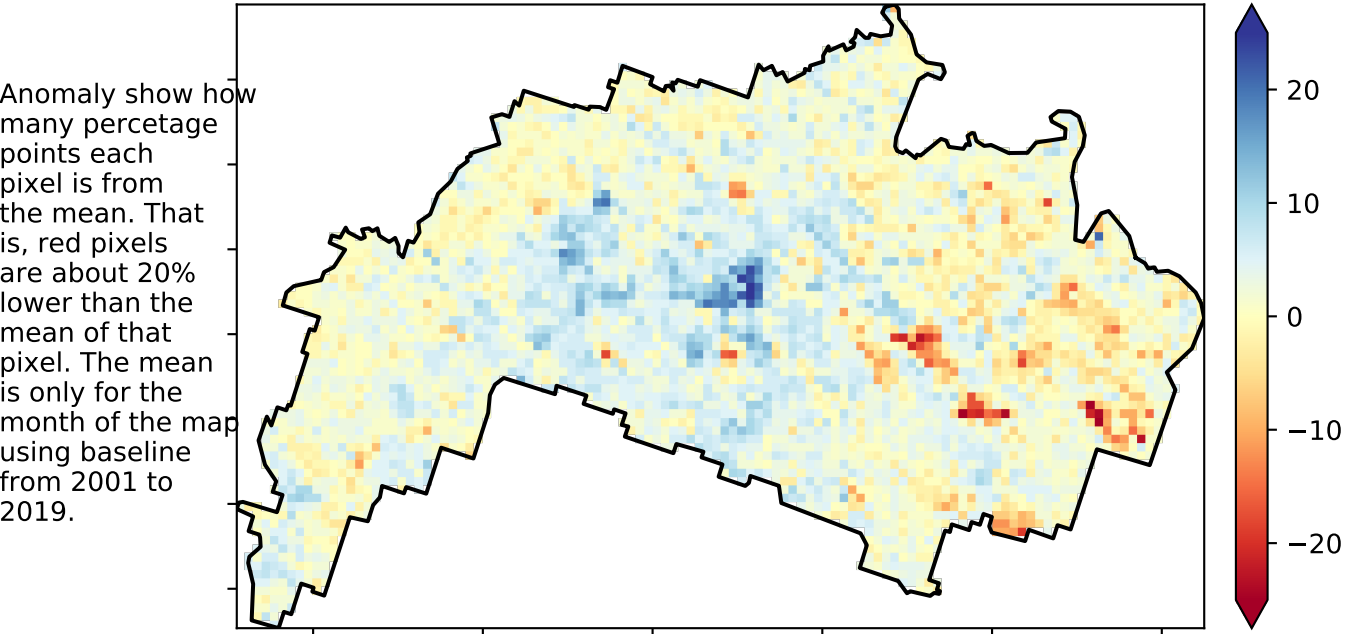 Anomaly show how
many percetage
points each
pixel is from
the mean. That
is, red pixels
are about 20%
lower than the
mean of that
pixel. The mean
is only for the
month of the map
using baseline
from 2001 to
2019.
20
10
0
−10
−20